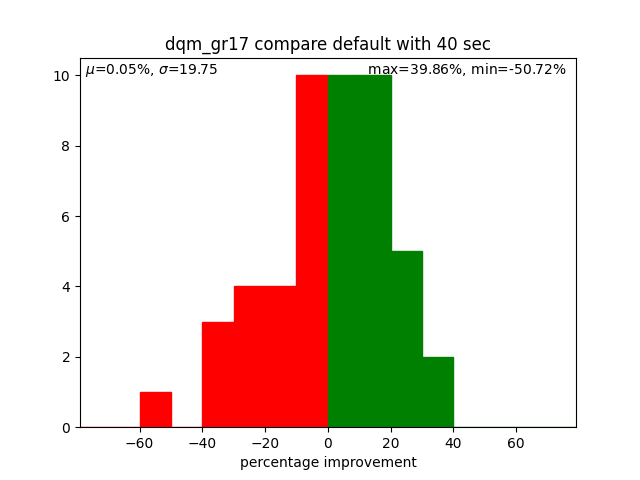 dqm_gr17 compare default with 40 sec
μ=0.05%, σ=19.75
max=39.86%, min=-50.72%
10
8
6
4
2
0
−60 −40 −20 0 20 40 60
percentage improvement